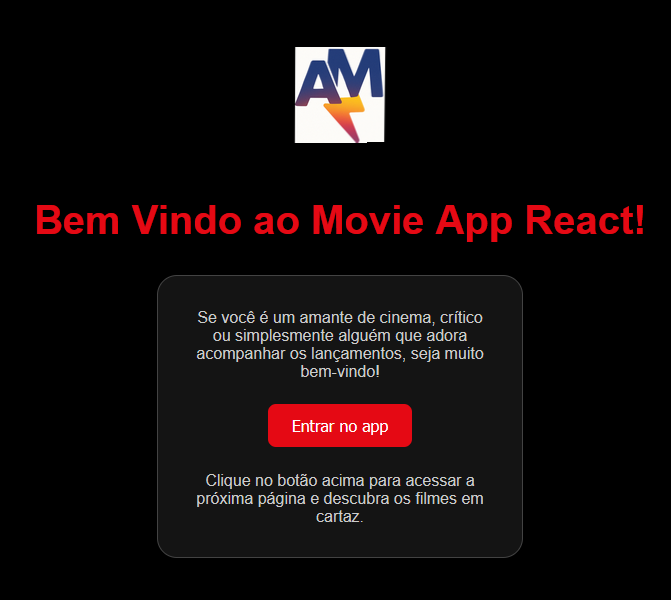 AM
Bem Vindo ao Movie App React!
Se você é um amante de cinema, crítico
ou simplesmente alguém que adora
acompanhar os lançamentos, seja muito
bem-vindo!
Entrar no app
Clique no botão acima para acessar a
próxima página e descubra os filmes em
cartaz.